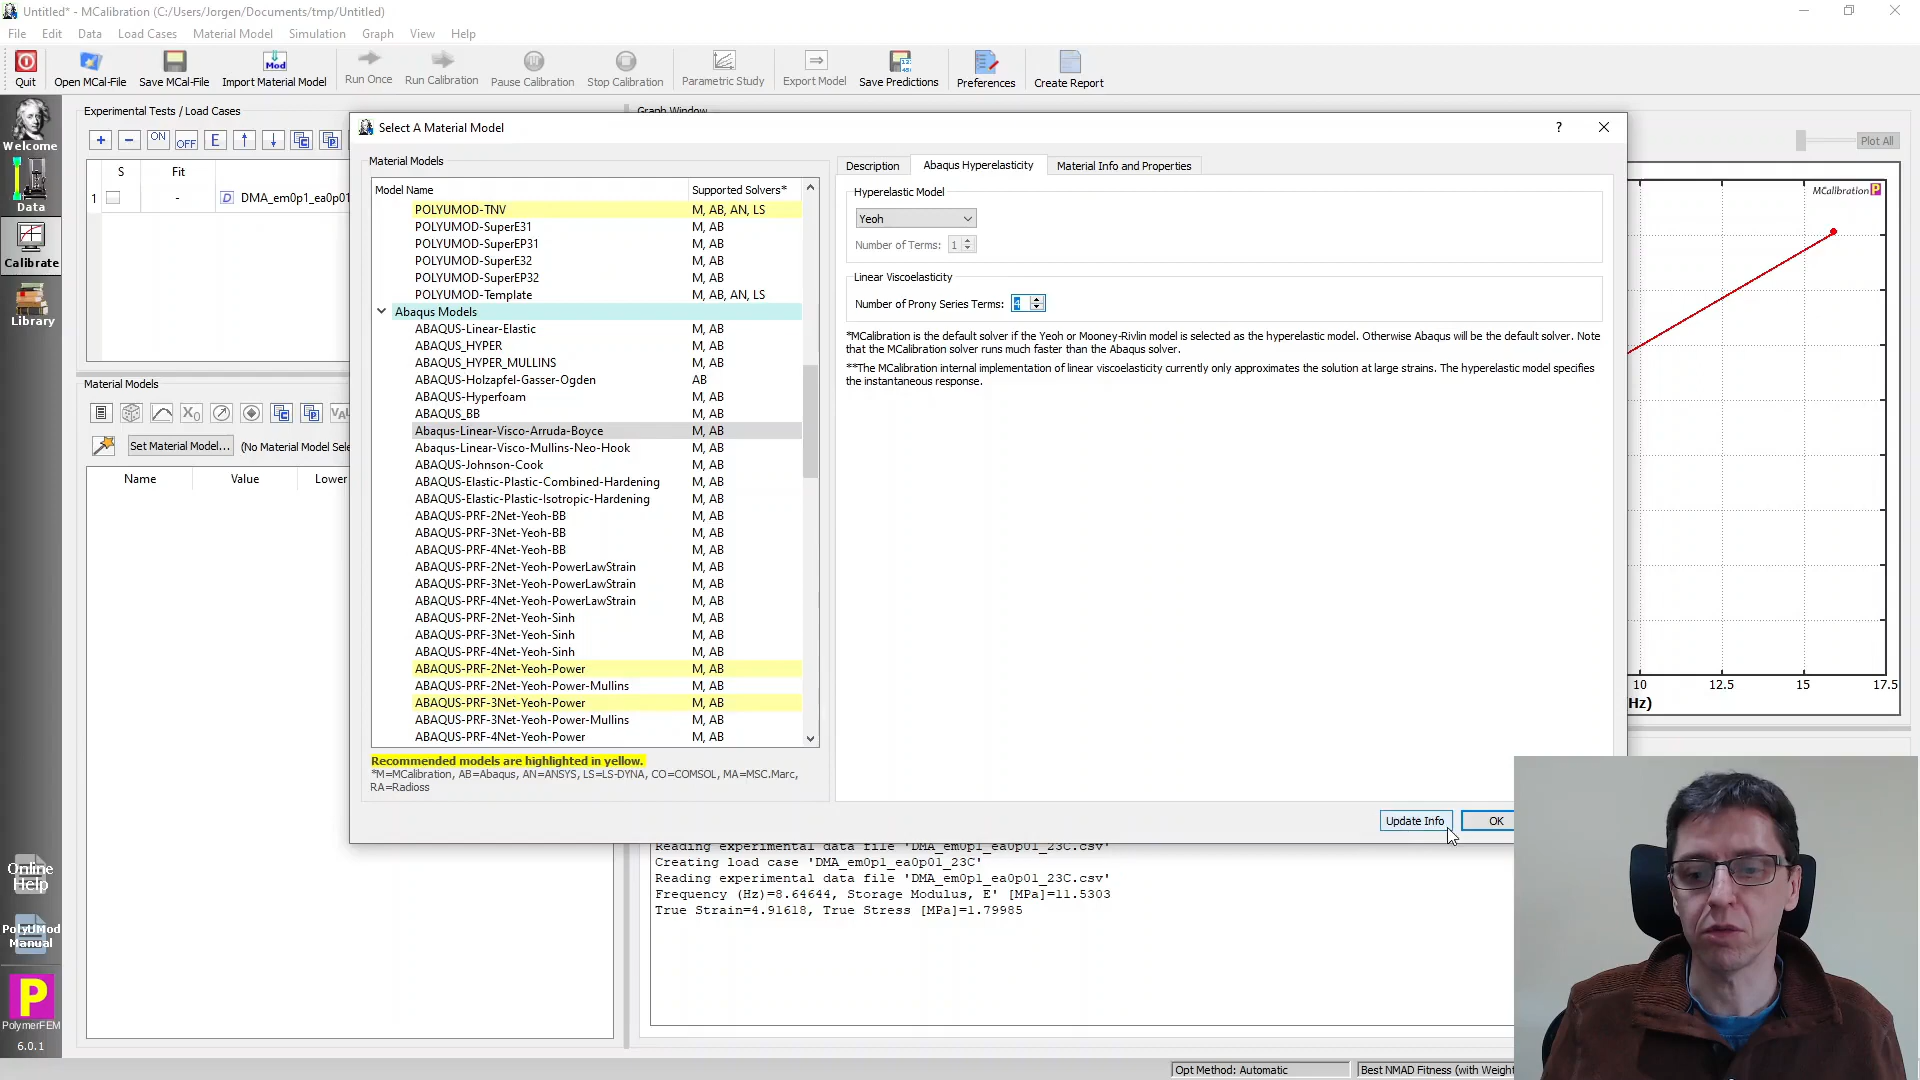 Untitled* - MCalibration (C:/Users/Jorgen/Documents/tmp/Untitled)
File Edit Data Load Cases Material Model Simulation Graph View Help
Quit Open MCal-File Save MCal-File Import Material Model Run Once Run Calibration Pause Calibration Stop Calibration Parametric Study Export Model Save Predictions Preferences Create Report
Mod
Welcome
Data
Calibrate
Library
Online
Help
PolyUMod
Manual
P
PolymerFEM
6.0.1
Experimental Tests / Load Cases
+ - ON OFF E
S Fit
1 - D DMA_em0p1_ea0p01
Material Models
X0
Set Material Model...
Name Value Lower
Plot All
MCalibration P
10 12.5 15 17.5
Hz)
Select A Material Model
?
Material Models
Model Name Supported Solvers*
POLYUMOD-TNV M, AB, AN, LS
POLYUMOD-SuperE31 M, AB
POLYUMOD-SuperEP31 M, AB
POLYUMOD-SuperE32 M, AB
POLYUMOD-SuperEP32 M, AB
POLYUMOD-Template M, AB, AN, LS
Abaqus Models
ABAQUS-Linear-Elastic M, AB
ABAQUS_HYPER M, AB
ABAQUS_HYPER_MULLINS M, AB
ABAQUS-Holzapfel-Gasser-Ogden AB
ABAQUS-Hyperfoam M, AB
ABAQUS_BB M, AB
Abaqus-Linear-Visco-Arruda-Boyce M, AB
Abaqus-Linear-Visco-Mullins-Neo-Hook M, AB
ABAQUS-Johnson-Cook M, AB
ABAQUS-Elastic-Plastic-Combined-Hardening M, AB
ABAQUS-Elastic-Plastic-Isotropic-Hardening M, AB
ABAQUS-PRF-2Net-Yeoh-BB M, AB
ABAQUS-PRF-3Net-Yeoh-BB M, AB
ABAQUS-PRF-4Net-Yeoh-BB M, AB
ABAQUS-PRF-2Net-Yeoh-PowerLawStrain M, AB
ABAQUS-PRF-3Net-Yeoh-PowerLawStrain M, AB
ABAQUS-PRF-4Net-Yeoh-PowerLawStrain M, AB
ABAQUS-PRF-2Net-Yeoh-Sinh M, AB
ABAQUS-PRF-3Net-Yeoh-Sinh M, AB
ABAQUS-PRF-4Net-Yeoh-Sinh M, AB
ABAQUS-PRF-2Net-Yeoh-Power M, AB
ABAQUS-PRF-2Net-Yeoh-Power-Mullins M, AB
ABAQUS-PRF-3Net-Yeoh-Power M, AB
ABAQUS-PRF-3Net-Yeoh-Power-Mullins M, AB
ABAQUS-PRF-4Net-Yeoh-Power M, AB
Recommended models are highlighted in yellow.
*M=MCalibration, AB=Abaqus, AN=ANSYS, LS=LS-DYNA, CO=COMSOL, MA=MSC.Marc,
RA=Radioss
Description Abaqus Hyperelasticity Material Info and Properties
Hyperelastic Model
Yeoh
Number of Terms: 1
Linear Viscoelasticity
Number of Prony Series Terms: 4
*MCalibration is the default solver if the Yeoh or Mooney-Rivlin model is selected as the hyperelastic model. Otherwise Abaqus will be the default solver. Note
that the MCalibration solver runs much faster than the Abaqus solver.
**The MCalibration internal implementation of linear viscoelasticity currently only approximates the solution at large strains. The hyperelastic model specifies
the instantaneous response.
Update Info OK
Reading experimental data file 'DMA_em0p1_ea0p01_23C.csv'
Creating load case 'DMA_em0p1_ea0p01_23C'
Reading experimental data file 'DMA_em0p1_ea0p01_23C.csv'
Frequency (Hz)=8.64644, Storage Modulus, E' [MPa]=11.5303
True Strain=4.91618, True Stress [MPa]=1.79985
Opt Method: Automatic Best NMAD Fitness (with Weight